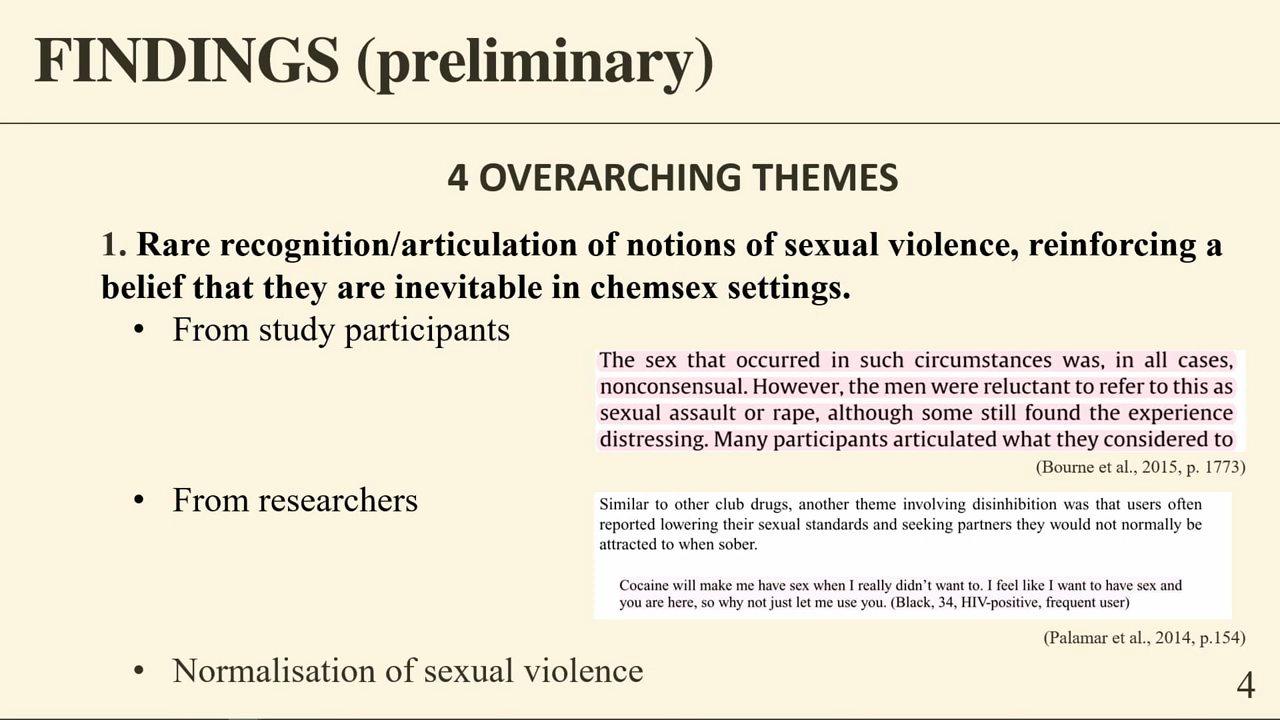 FINDINGS (preliminary)
4 OVERARCHING THEMES
1. Rare recognition/articulation of notions of sexual violence, reinforcing a
belief that they are inevitable in chemsex settings.
• From study participants
The sex that occurred in such circumstances was, in all cases,
nonconsensual. However, the men were reluctant to refer to this as
sexual assault or rape, although some still found the experience
distressing. Many participants articulated what they considered to
(Bourne et al., 2015, p. 1773)
• From researchers
Similar to other club drugs, another theme involving disinhibition was that users often
reported lowering their sexual standards and seeking partners they would not normally be
attracted to when sober.
Cocaine will make me have sex when I really didn't want to. I feel like I want to have sex and
you are here, so why not just let me use you. (Black, 34, HIV-positive, frequent user)
(Palamar et al., 2014, p.154)
• Normalisation of sexual violence
4